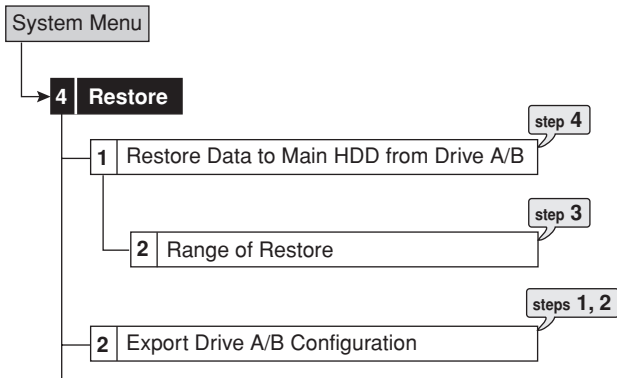 System Menu
4 Restore
step 4
1 Restore Data to Main HDD from Drive A/B
step 3
2 Range of Restore
steps 1, 2
2 Export Drive A/B Configuration